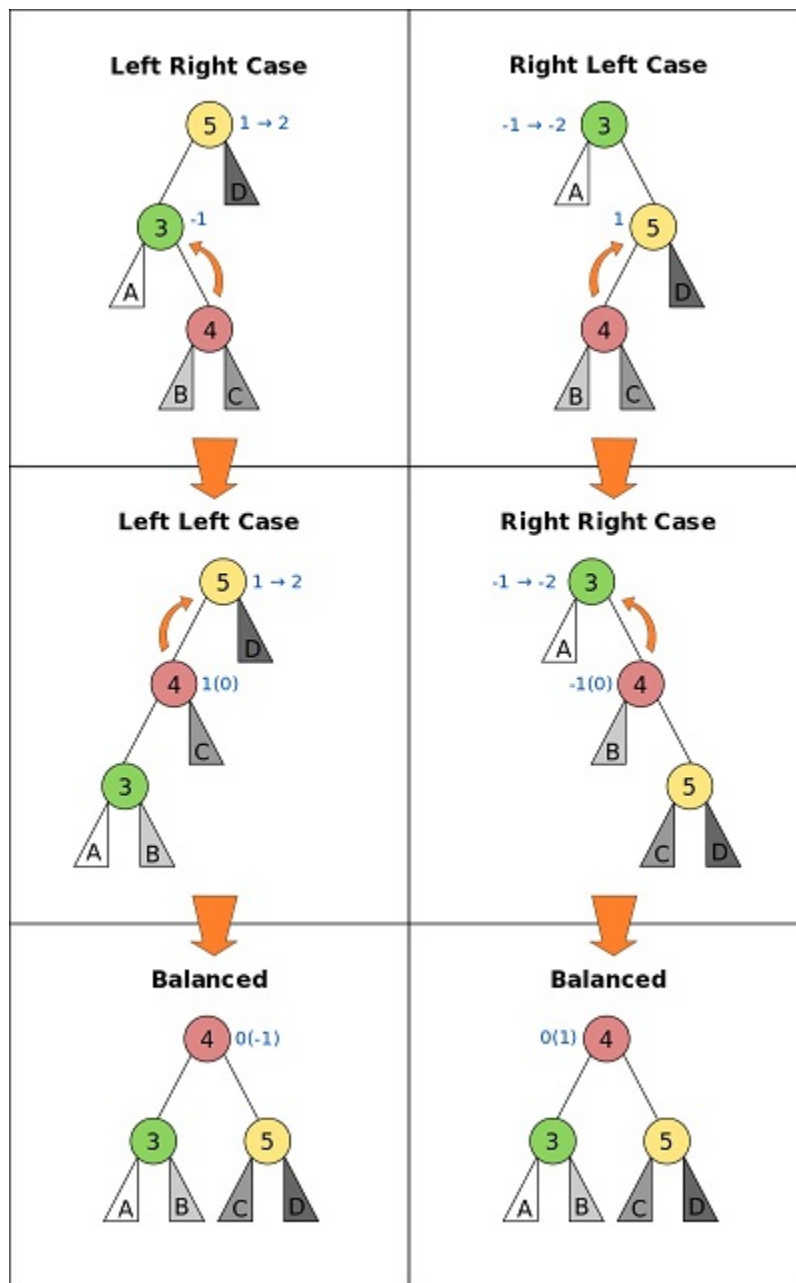 Left Right Case
5 1 → 2
D
3 -1
A
4
B C
Right Left Case
-1 → -2 3
A
1 5
D
4
B C
Left Left Case
5 1 → 2
D
4 1(0)
C
3
A B
Right Right Case
-1 → -2 3
A
-1(0) 4
B
5
C D
Balanced
4 0(-1)
3 5
A B C D
Balanced
0(1) 4
3 5
A B C D